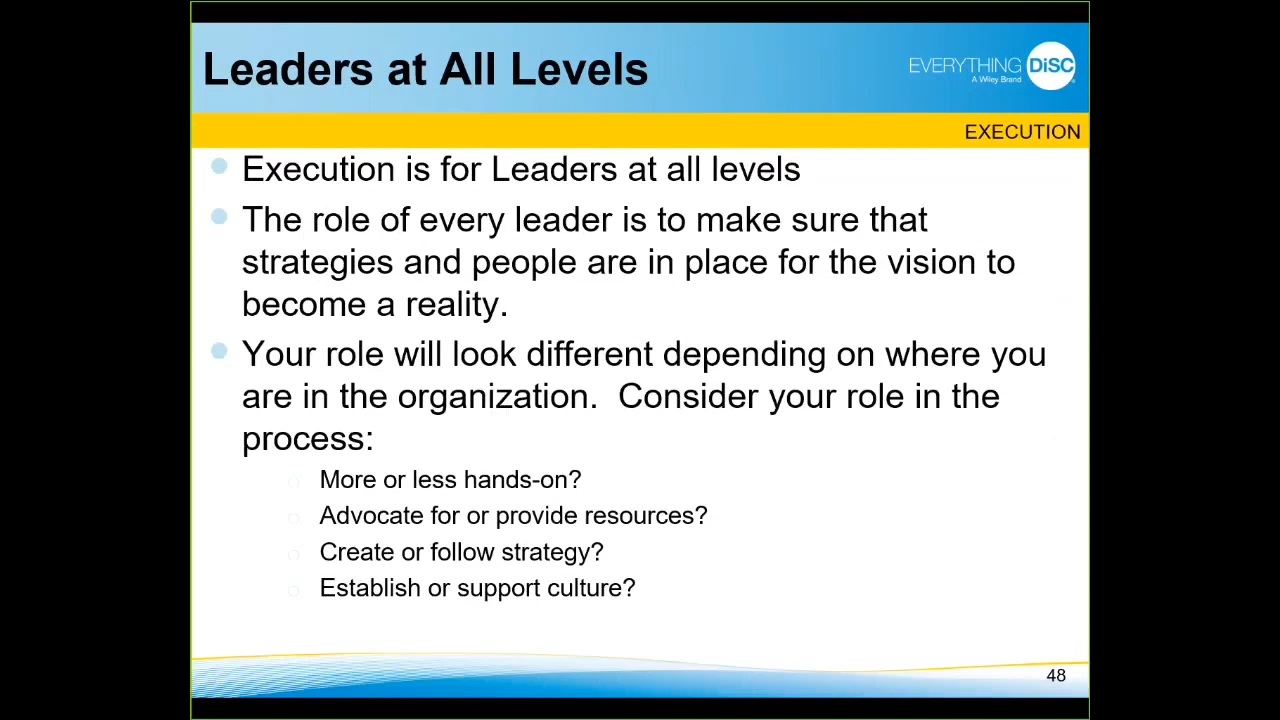 Leaders at All Levels
EVERYTHING DiSC
A Wiley Brand
EXECUTION
Execution is for Leaders at all levels
The role of every leader is to make sure that
strategies and people are in place for the vision to
become a reality.
Your role will look different depending on where you
are in the organization.  Consider your role in the
process:
More or less hands-on?
Advocate for or provide resources?
Create or follow strategy?
Establish or support culture?
48